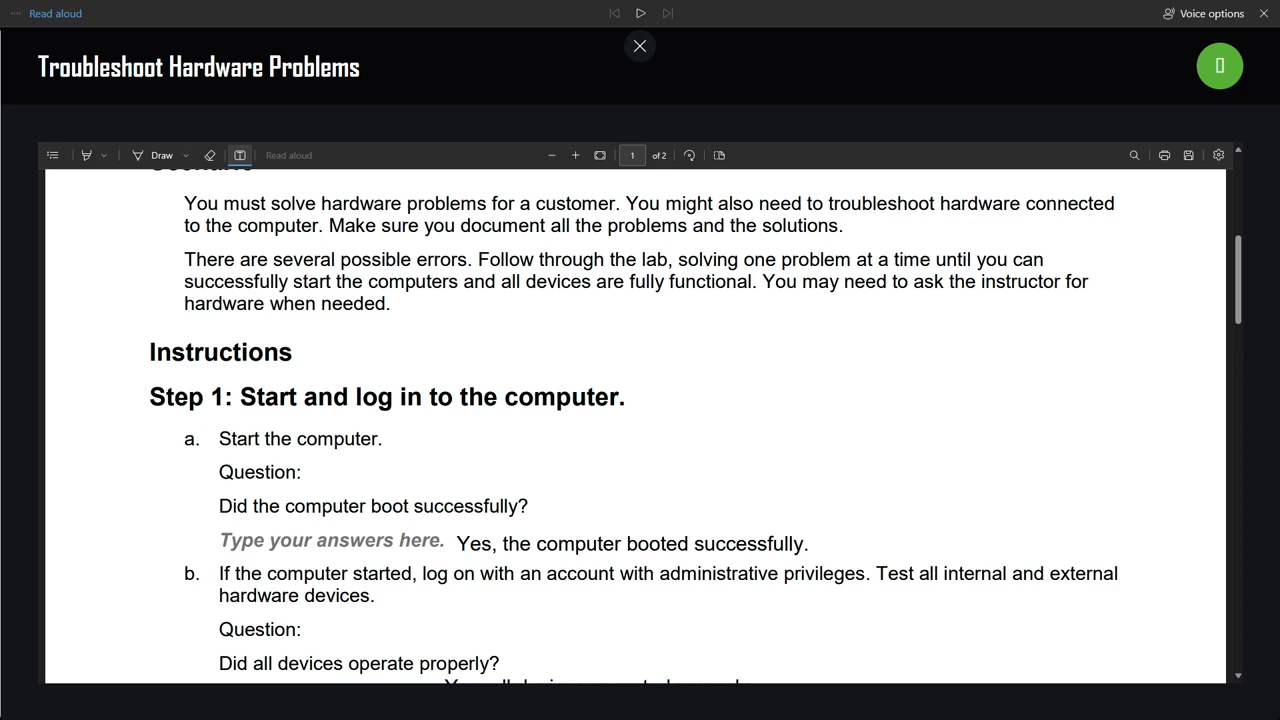 Read aloud
Voice options
Troubleshoot Hardware Problems
Draw
Read aloud
1 of 2
You must solve hardware problems for a customer. You might also need to troubleshoot hardware connected
to the computer. Make sure you document all the problems and the solutions.
There are several possible errors. Follow through the lab, solving one problem at a time until you can
successfully start the computers and all devices are fully functional. You may need to ask the instructor for
hardware when needed.
Instructions
Step 1: Start and log in to the computer.
a. Start the computer.
Question:
Did the computer boot successfully?
Type your answers here. Yes, the computer booted successfully.
b. If the computer started, log on with an account with administrative privileges. Test all internal and external
hardware devices.
Question:
Did all devices operate properly?